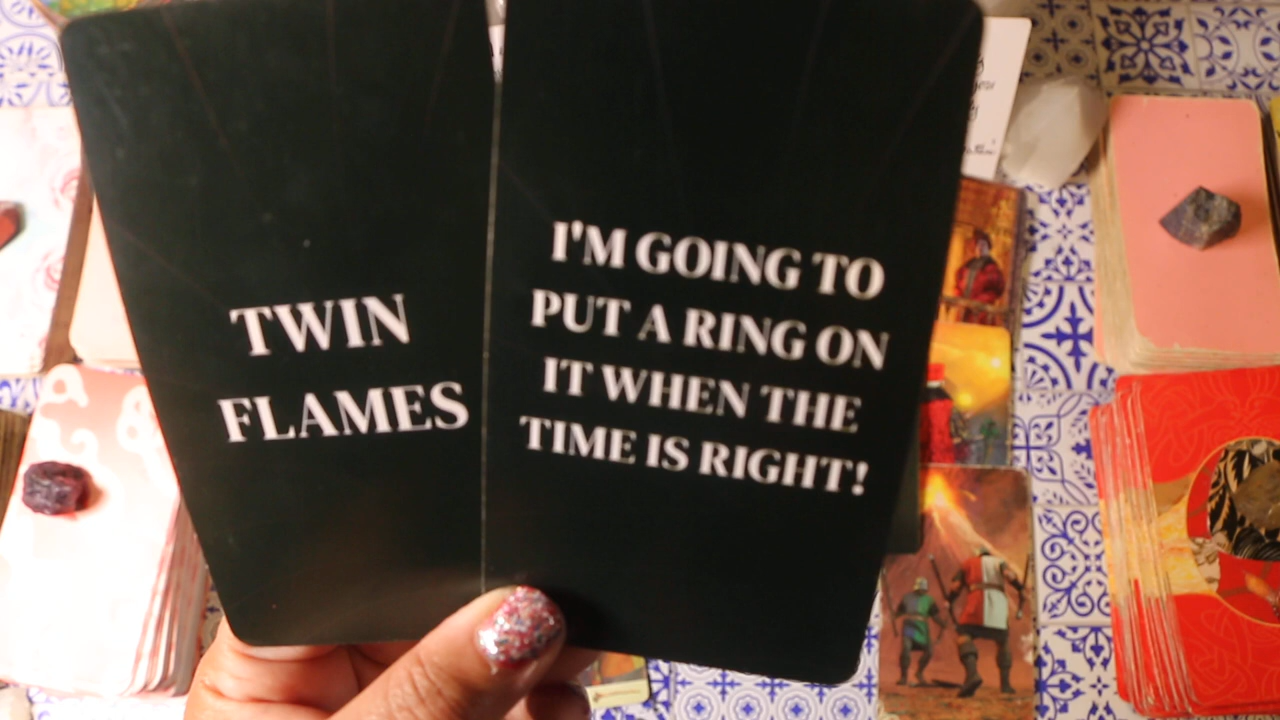 TWIN
FLAMES
I'M GOING TO
PUT A RING ON
IT WHEN THE
TIME IS RIGHT!